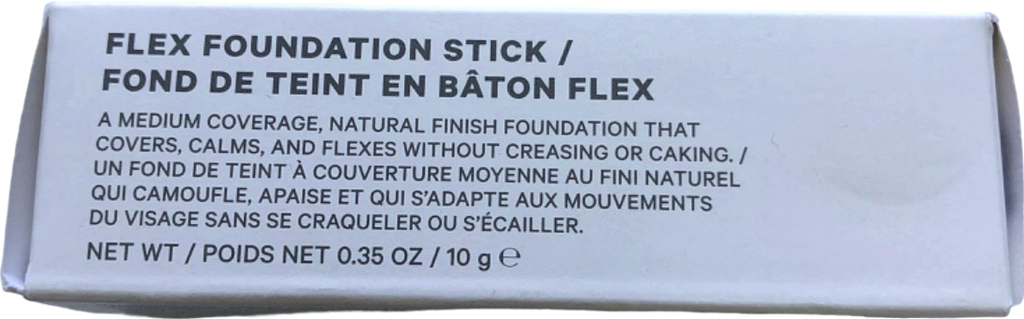 FLEX FOUNDATION STICK /
FOND DE TEINT EN BÂTON FLEX
A MEDIUM COVERAGE, NATURAL FINISH FOUNDATION THAT
COVERS, CALMS, AND FLEXES WITHOUT CREASING OR CAKING. /
UN FOND DE TEINT À COUVERTURE MOYENNE AU FINI NATUREL
QUI CAMOUFLE, APAISE ET QUI S'ADAPTE AUX MOUVEMENTS
DU VISAGE SANS SE CRAQUELER OU S'ÉCAILLER.
NET WT / POIDS NET 0.35 OZ / 10 g ℮